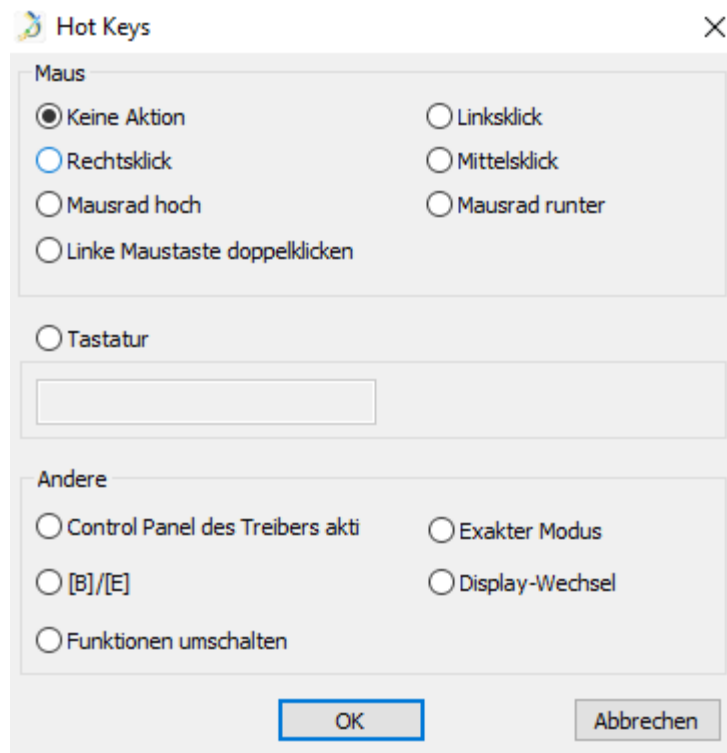 Hot Keys
Maus
Keine Aktion
Linksklick
Rechtsklick
Mittelsklick
Mausrad hoch
Mausrad runter
Linke Maustaste doppelklicken
Tastatur
Andere
Control Panel des Treibers akti
Exakter Modus
[B]/[E]
Display-Wechsel
Funktionen umschalten
OK
Abbrechen